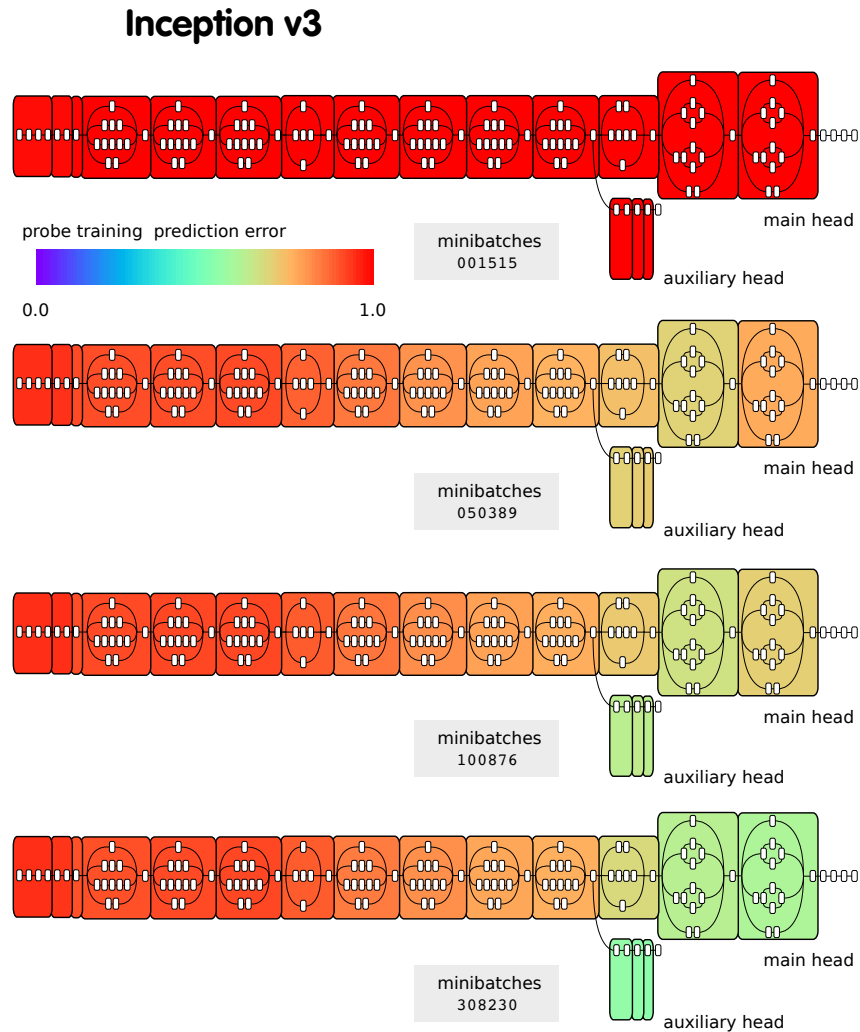 Inception v3
main head
probe training  prediction error
minibatches
001515
auxiliary head
0.0
1.0
main head
minibatches
050389
auxiliary head
main head
minibatches
100876
auxiliary head
main head
minibatches
308230
auxiliary head